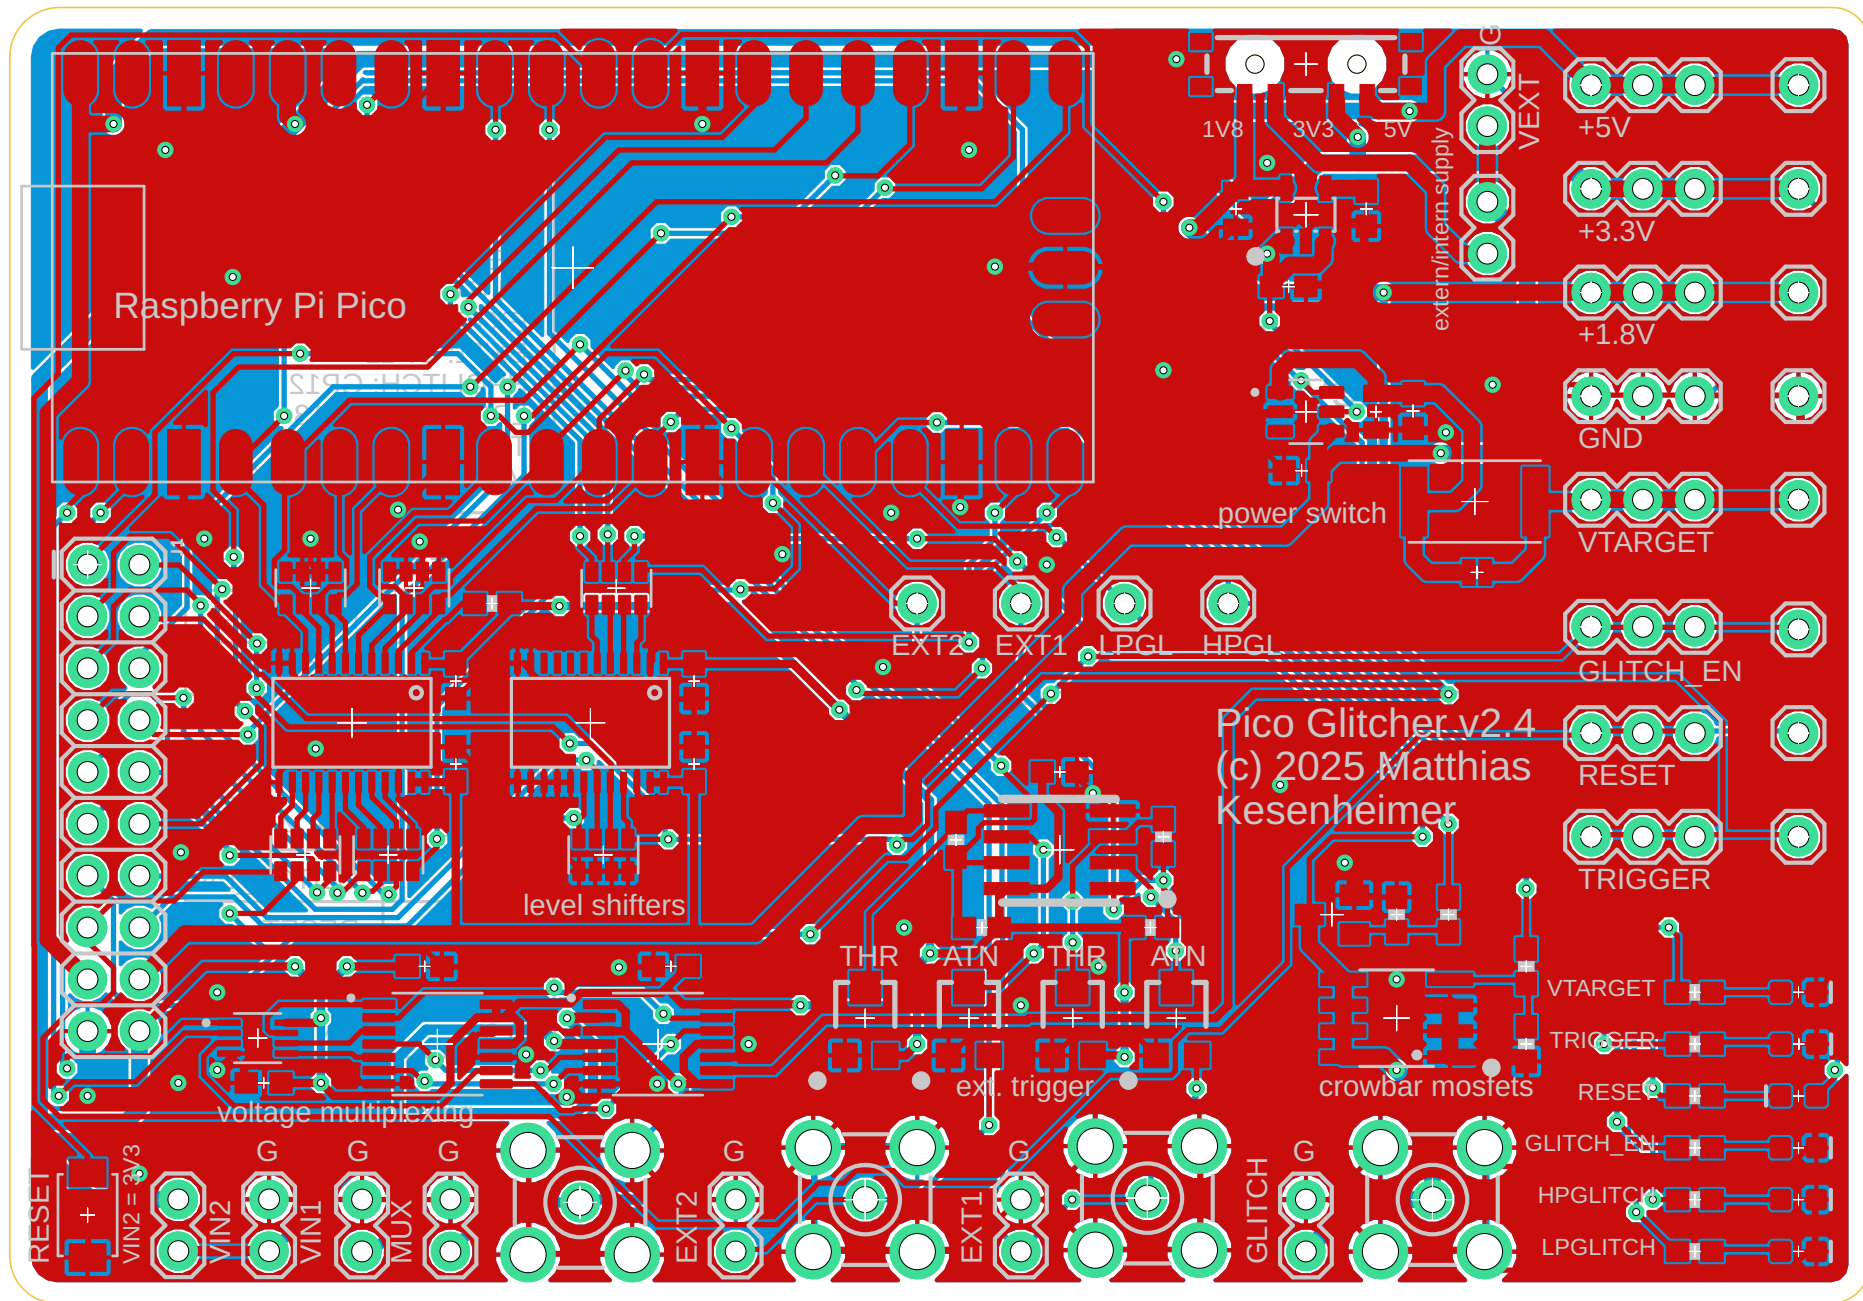 G
VEXT
1V8 3V3 5V
extern/intern supply
+5V
+3.3V
+1.8V
GND
VTARGET
GLITCH_EN
RESET
TRIGGER
Raspberry Pi Pico
GLITCH: GP12
power switch
EXT2 EXT1 LPGL HPGL
Pico Glitcher v2.4
(c) 2025 Matthias
Kesenheimer
level shifters
THR ATN THR ATN
voltage multiplexing
ext. trigger
crowbar mosfets
VTARGET
TRIGGER
RESET
GLITCH_EN
HPGLITCH
LPGLITCH
RESET
VIN2 = 3V3
VIN2
G
VIN1
G
MUX
G
EXT2
G
EXT1
G
GLITCH
G